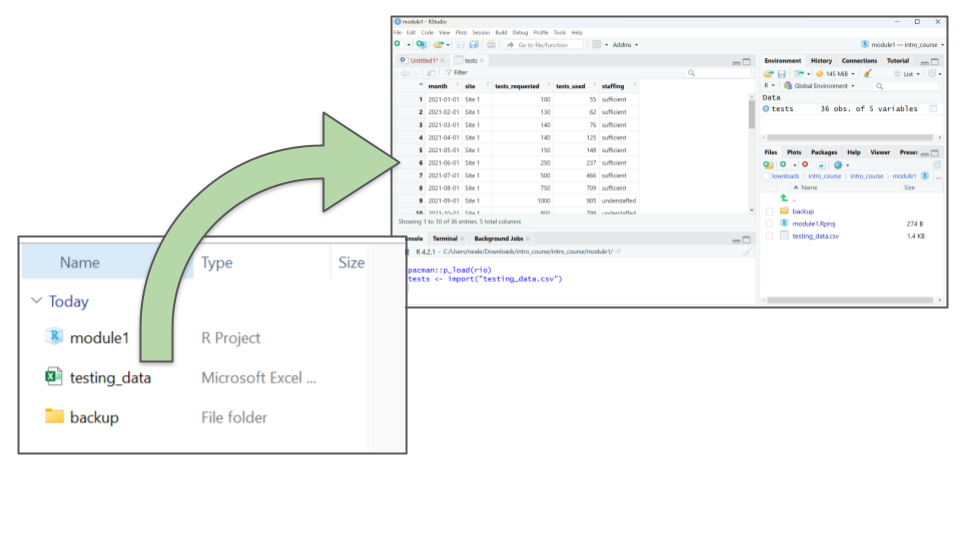 module1 - RStudio
File Edit Code View Plots Session Build Debug Profile Tools Help
Go to file/function Addins module1 — intro_course
Untitled1* tests
Filter
month site tests_requested tests_used staffing
1 2021-01-01 Site 1 100 55 sufficient
2 2021-02-01 Site 1 130 62 sufficient
3 2021-03-01 Site 1 140 76 sufficient
4 2021-04-01 Site 1 140 125 sufficient
5 2021-05-01 Site 1 150 148 sufficient
6 2021-06-01 Site 1 250 237 sufficient
7 2021-07-01 Site 1 500 466 sufficient
8 2021-08-01 Site 1 750 709 sufficient
9 2021-09-01 Site 1 1000 905 understaffed
10 2021-10-01 Site 1 800 799 understaffed
Showing 1 to 10 of 36 entries, 5 total columns
nsole Terminal Background Jobs
R 4.2.1 · C:/Users/neale/Downloads/intro_course/intro_course/module1/
pacman::p_load(rio)
tests <- import("testing_data.csv")
Environment History Connections Tutorial
145 MiB List
R Global Environment
Data
tests 36 obs. of 5 variables
Files Plots Packages Help Viewer Preser
Downloads intro_course intro_course module1 ...
Name Size
..
backup
module1.Rproj 274 B
testing_data.csv 1.4 KB
Name Type Size
Today
module1 R Project
testing_data Microsoft Excel ...
backup File folder